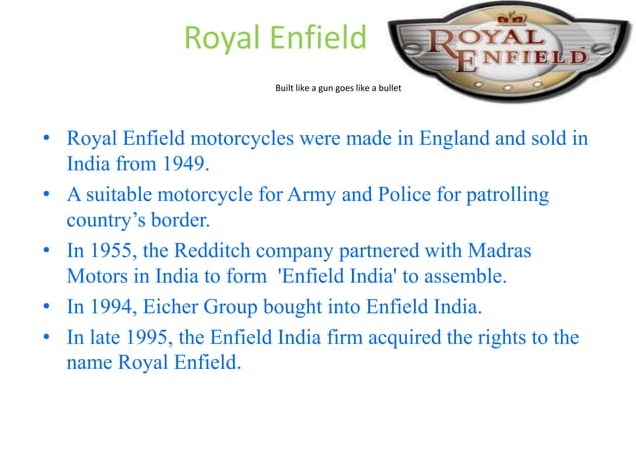 Royal Enfield
ROYAL
ENFIELD
Built like a gun goes like a bullet
• Royal Enfield motorcycles were made in England and sold in
India from 1949.
• A suitable motorcycle for Army and Police for patrolling
country’s border.
• In 1955, the Redditch company partnered with Madras
Motors in India to form  'Enfield India' to assemble.
• In 1994, Eicher Group bought into Enfield India.
• In late 1995, the Enfield India firm acquired the rights to the
name Royal Enfield.